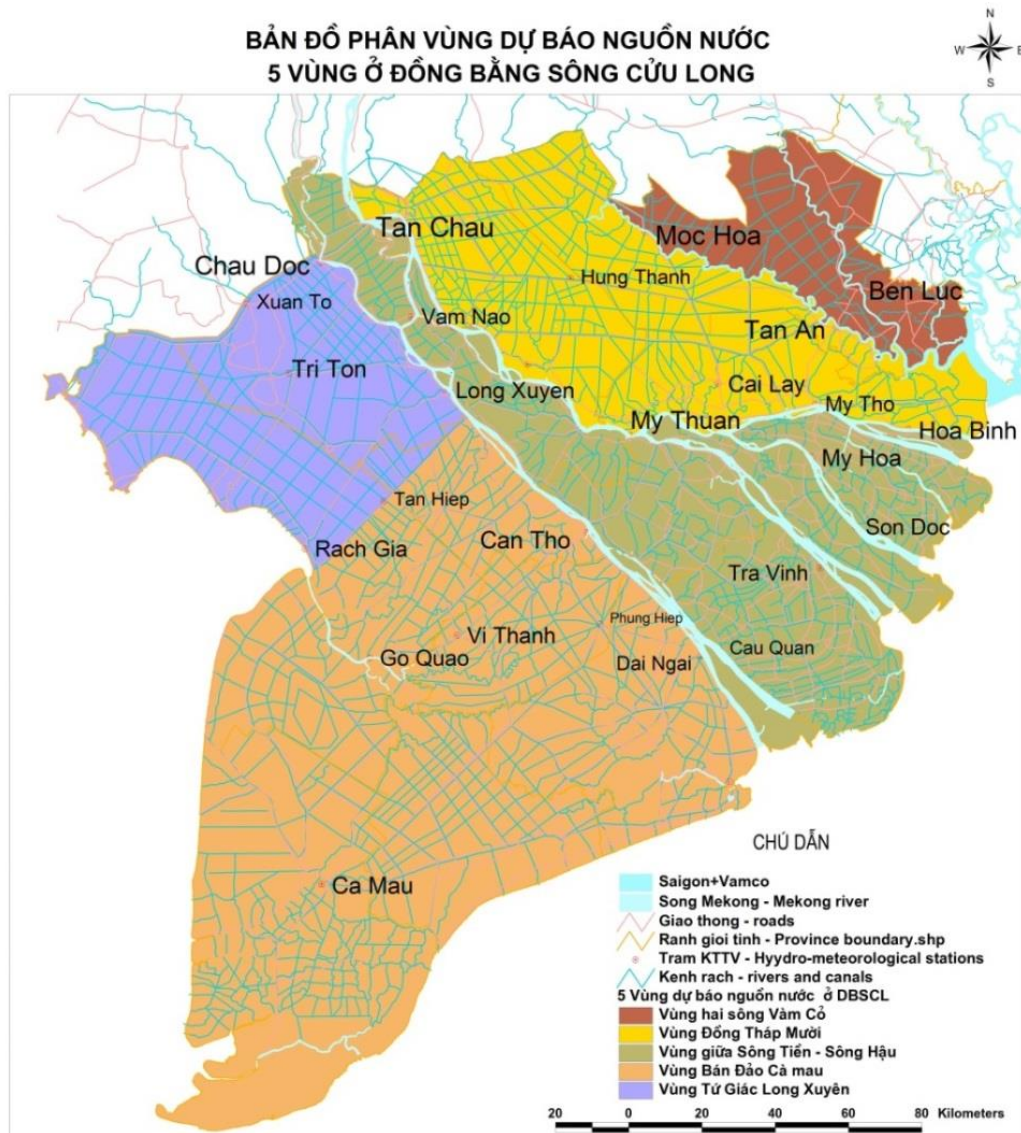 BẢN ĐỒ PHÂN VÙNG DỰ BÁO NGUỒN NƯỚC
5 VÙNG Ở ĐỒNG BẰNG SÔNG CỬU LONG
N
W
E
S
Tan Chau
Moc Hoa
Chau Doc
Hung Thanh
Ben Luc
Xuan To
Vam Nao
Tan An
Tri Ton
Long Xuyen
Cai Lay
My Tho
My Thuan
Hoa Binh
My Hoa
Tan Hiep
Son Doc
Rach Gia
Can Tho
Tra Vinh
Phung Hiep
Vi Thanh
Cau Quan
Go Quao
Dai Ngai
Ca Mau
CHÚ DẪN
Saigon+Vamco
Song Mekong - Mekong river
Giao thong - roads
Ranh gioi tinh - Province boundary.shp
Tram KTTV - Hyydro-meteorological stations
Kenh rach - rivers and canals
5 Vùng dự báo nguồn nước ở DBSCL
Vùng hai sông Vàm Cỏ
Vùng Đồng Tháp Mười
Vùng giữa Sông Tiền - Sông Hậu
Vùng Bán Đảo Cà mau
Vùng Tứ Giác Long Xuyên
20 0 20 40 60 80 Kilometers